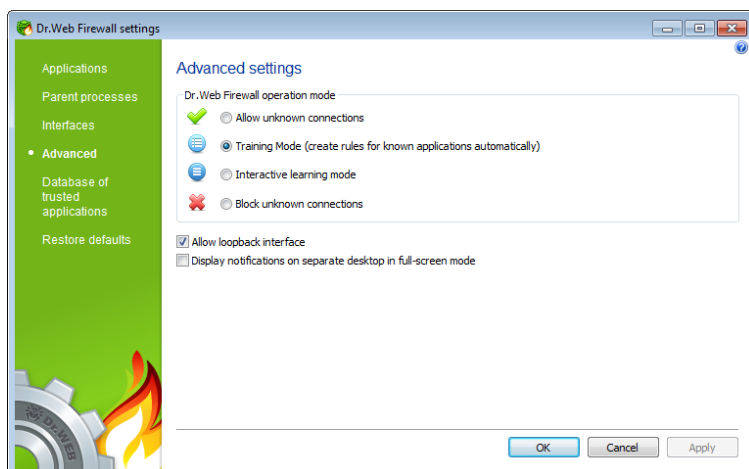 Dr.Web Firewall settings
Applications
Parent processes
Interfaces
Advanced
Database of
trusted
applications
Restore defaults
Advanced settings
Dr.Web Firewall operation mode
Allow unknown connections
Training Mode (create rules for known applications automatically)
Interactive learning mode
Block unknown connections
Allow loopback interface
Display notifications on separate desktop in full-screen mode
Dr.WEB
OK
Cancel
Apply